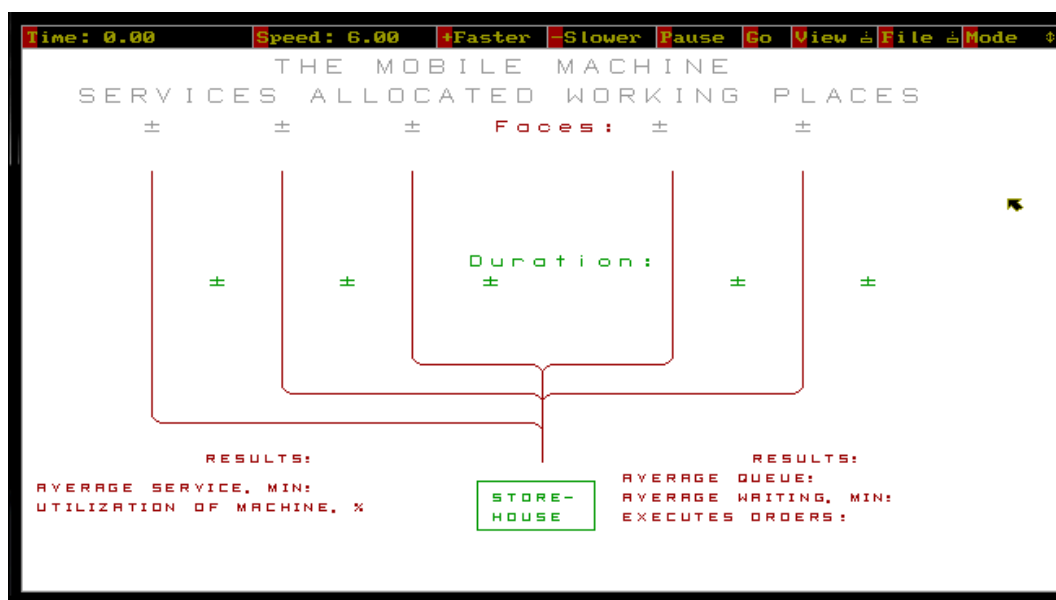 Time: 0.00 Speed: 6.00 +Faster -Slower Pause Go View File Mode
THE MOBILE MACHINE
SERVICES ALLOCATED WORKING PLACES
± ± ± Faces: ± ±
Duration:
± ± ± ± ±
RESULTS:
AVERAGE SERVICE, MIN:
UTILIZATION OF MACHINE, %
STORE-
HOUSE
RESULTS:
AVERAGE QUEUE:
AVERAGE WAITING, MIN:
EXECUTES ORDERS: